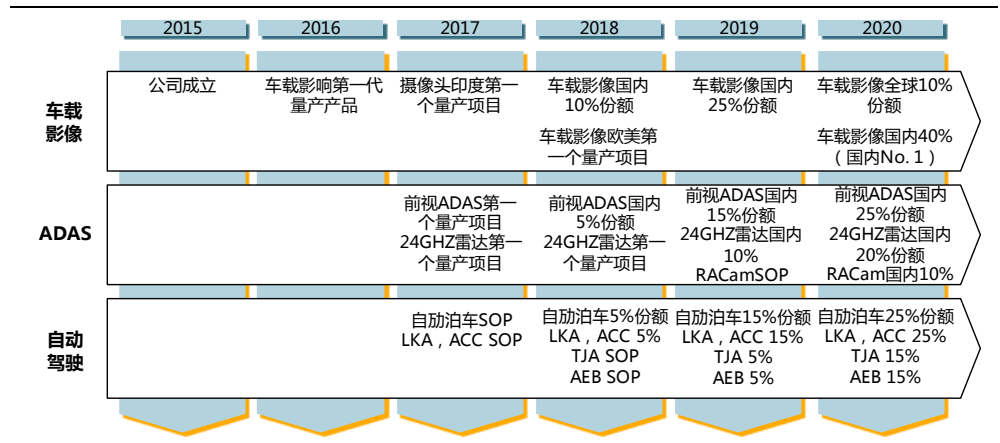 2015
2016
2017
2018
2019
2020
车载
影像
公司成立
车载影响第一代
量产产品
摄像头印度第一
个量产项目
车载影像国内
10%份额
车载影像欧美第
一个量产项目
车载影像国内
25%份额
车载影像全球10%
份额
车载影像国内40%
（国内No.1）
ADAS
前视ADAS第一
个量产项目
24GHZ雷达第一
个量产项目
前视ADAS国内
5%份额
24GHZ雷达第一
个量产项目
前视ADAS国内
15%份额
24GHZ雷达国内
10%
RACamSOP
前视ADAS国内
25%份额
24GHZ雷达国内
20%份额
RACam国内10%
自动
驾驶
自励泊车SOP
LKA，ACC SOP
自励泊车5%份额
LKA，ACC 5%
TJA SOP
AEB SOP
自励泊车15%份额
LKA，ACC 15%
TJA 5%
AEB 5%
自励泊车25%份额
LKA，ACC 25%
TJA 15%
AEB 15%